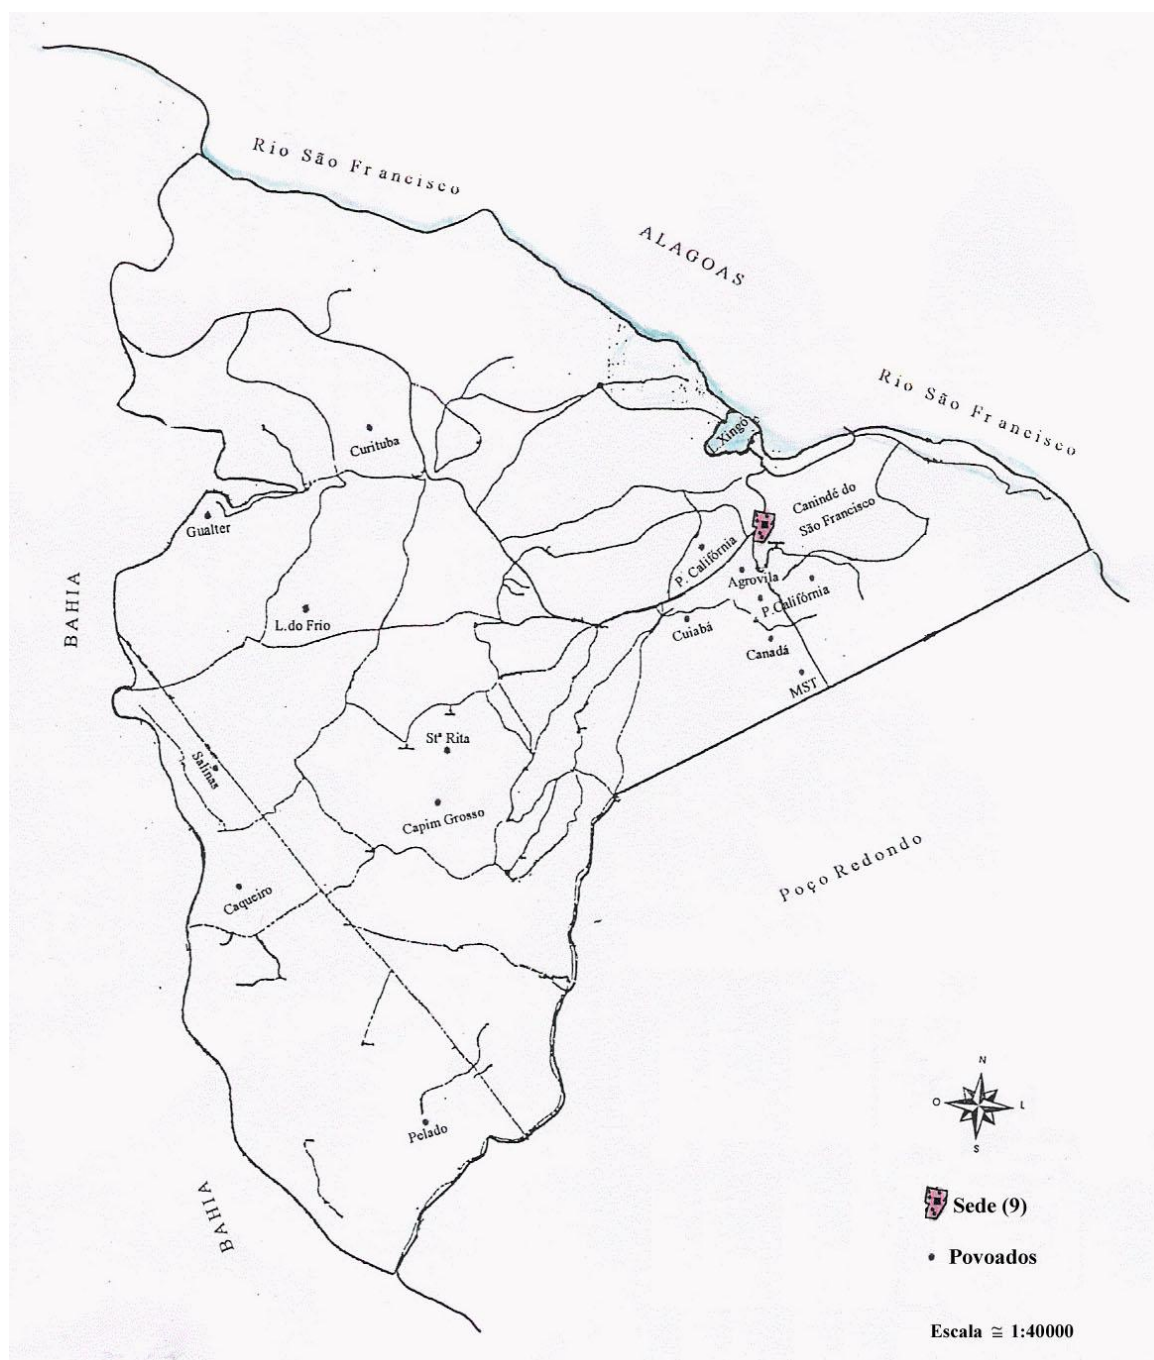 Rio São Francisco
ALAGOAS
Rio São Francisco
L.Xingó
Curituba
Canindé do
São Francisco
Gualter
P. Califórnia
Agrovila
P.Califórnia
BAHIA
L.do Frio
Cuiabá
Canadá
MST
Stª Rita
Salinas
Capim Grosso
Poço Redondo
Caqueiro
Pelado
BAHIA
N
O
L
S
Sede (9)
Povoados
Escala ≅ 1:40000